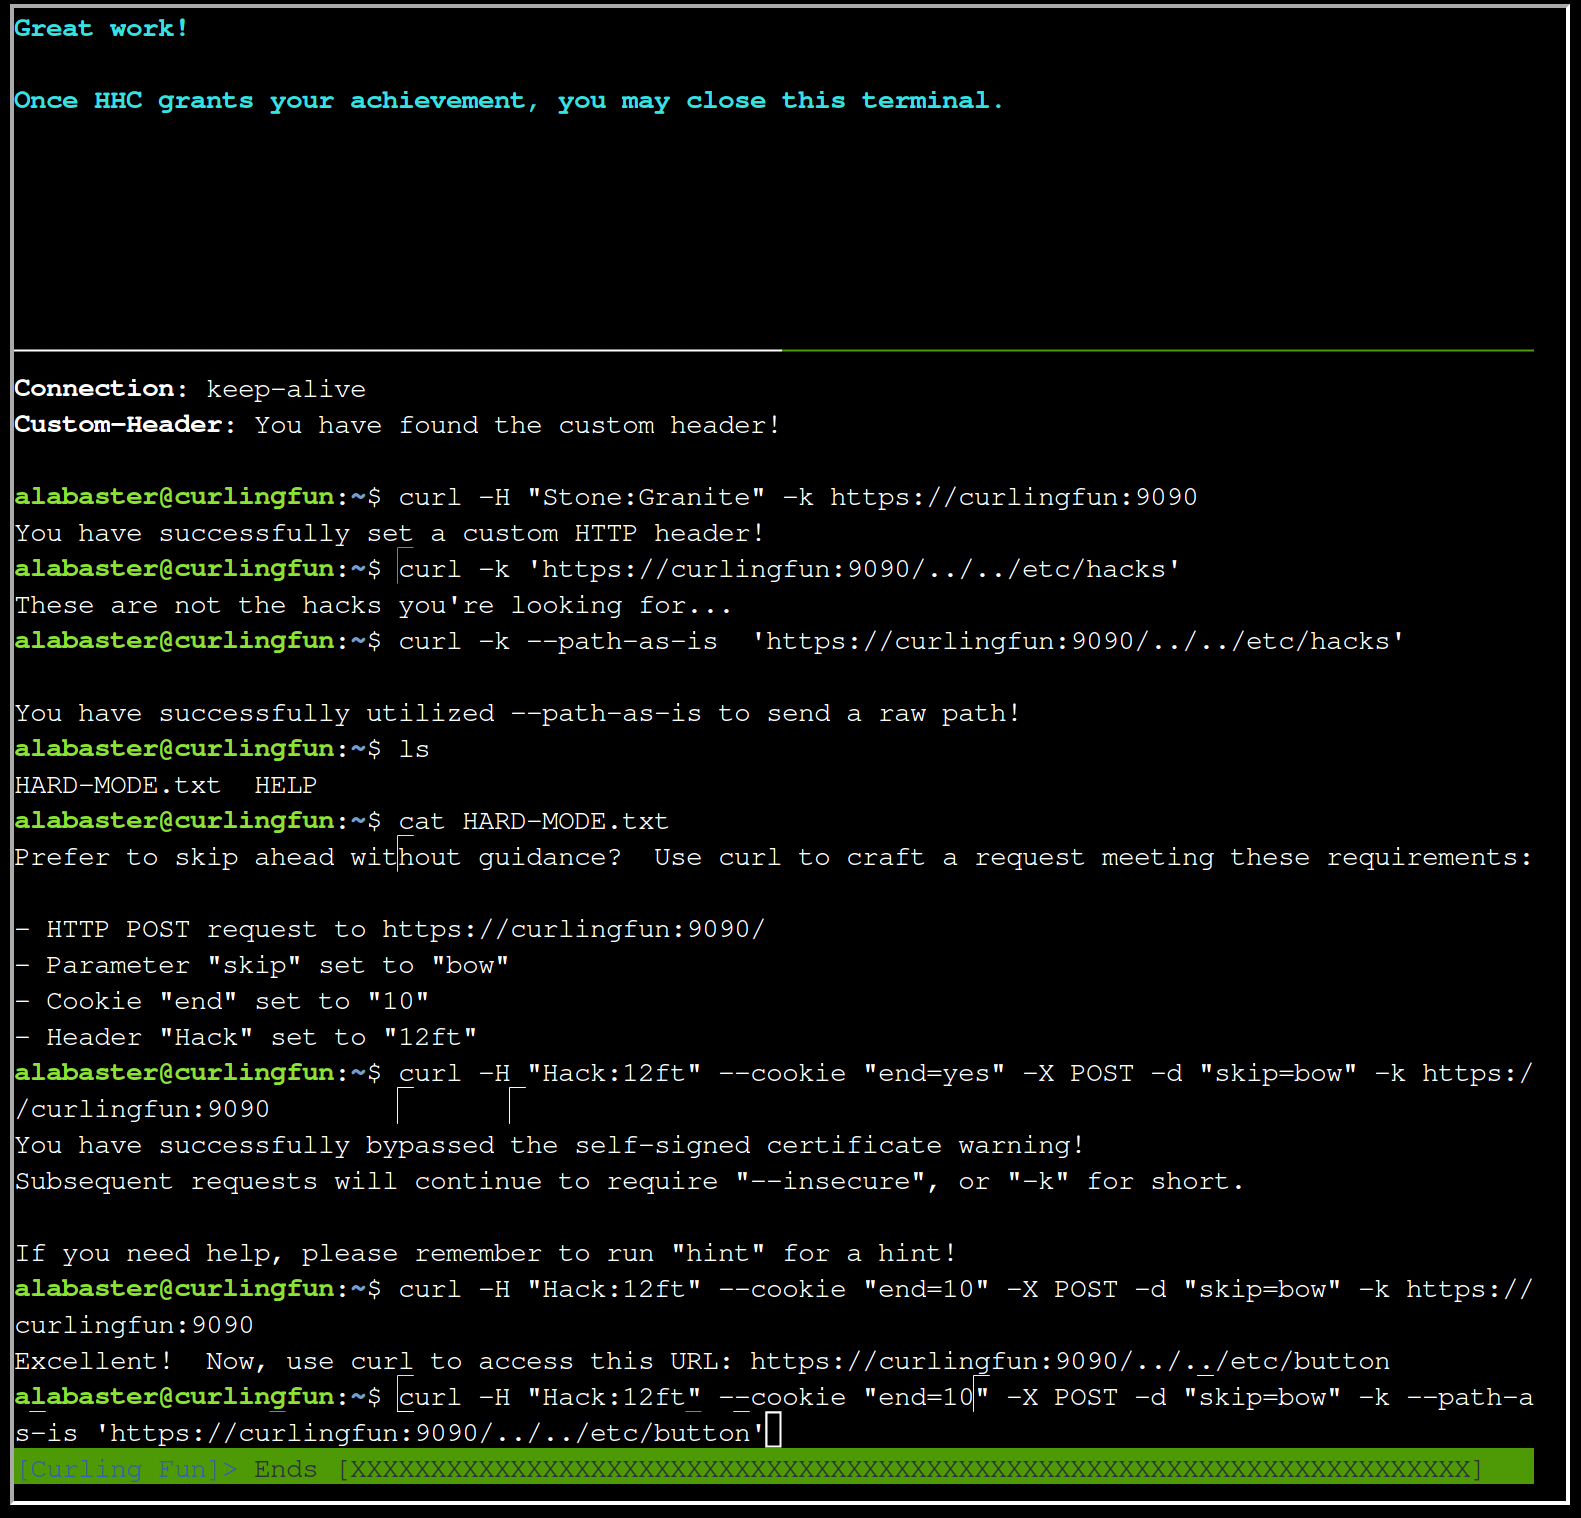 Great work!
Once HHC grants your achievement, you may close this terminal.
Connection: keep-alive
Custom-Header: You have found the custom header!
alabaster@curlingfun:~$ curl -H "Stone:Granite" -k https://curlingfun:9090
You have successfully set a custom HTTP header!
alabaster@curlingfun:~$ curl -k 'https://curlingfun:9090/../../etc/hacks'
These are not the hacks you're looking for...
alabaster@curlingfun:~$ curl -k --path-as-is  'https://curlingfun:9090/../../etc/hacks'
You have successfully utilized --path-as-is to send a raw path!
alabaster@curlingfun:~$ ls
HARD-MODE.txt  HELP
alabaster@curlingfun:~$ cat HARD-MODE.txt
Prefer to skip ahead without guidance?  Use curl to craft a request meeting these requirements:
- HTTP POST request to https://curlingfun:9090/
- Parameter "skip" set to "bow"
- Cookie "end" set to "10"
- Header "Hack" set to "12ft"
alabaster@curlingfun:~$ curl -H "Hack:12ft" --cookie "end=yes" -X POST -d "skip=bow" -k https:/
/curlingfun:9090
You have successfully bypassed the self-signed certificate warning!
Subsequent requests will continue to require "--insecure", or "-k" for short.
If you need help, please remember to run "hint" for a hint!
alabaster@curlingfun:~$ curl -H "Hack:12ft" --cookie "end=10" -X POST -d "skip=bow" -k https://
curlingfun:9090
Excellent!  Now, use curl to access this URL: https://curlingfun:9090/../../etc/button
alabaster@curlingfun:~$ curl -H "Hack:12ft" --cookie "end=10" -X POST -d "skip=bow" -k --path-a
s-is 'https://curlingfun:9090/../../etc/button'
[Curling Fun]> Ends [XXXXXXXXXXXXXXXXXXXXXXXXXXXXXXXXXXXXXXXXXXXXXXXXXXXXXXXXXXXXXXXXXXXXXX]